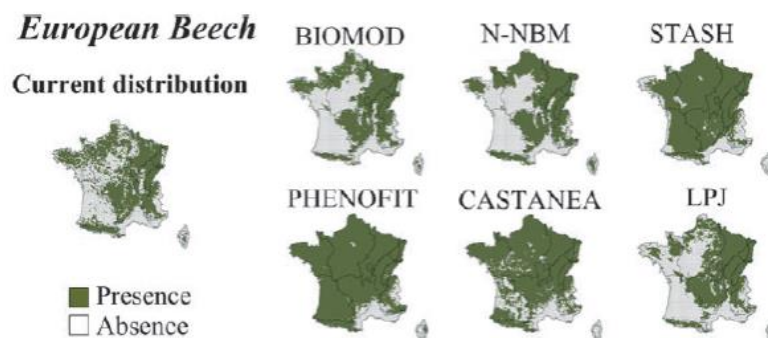 European Beech
Current distribution
Presence
Absence
BIOMOD
N-NBM
STASH
PHENOFIT
CASTANEA
LPJ